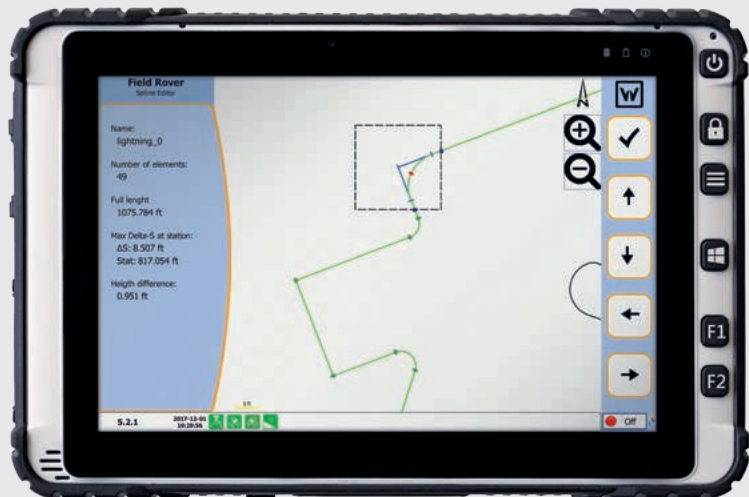 Field Rover
Spline Editor
Name:
lightning_0
Number of elements:
49
Full lenght
1075.784 ft
Max Delta-S at station:
ΔS: 8.507 ft
Stat: 817.054 ft
Heigth difference:
0.951 ft
W
F1
F2
5.2.1
2017-12-01
10:20:56
Off